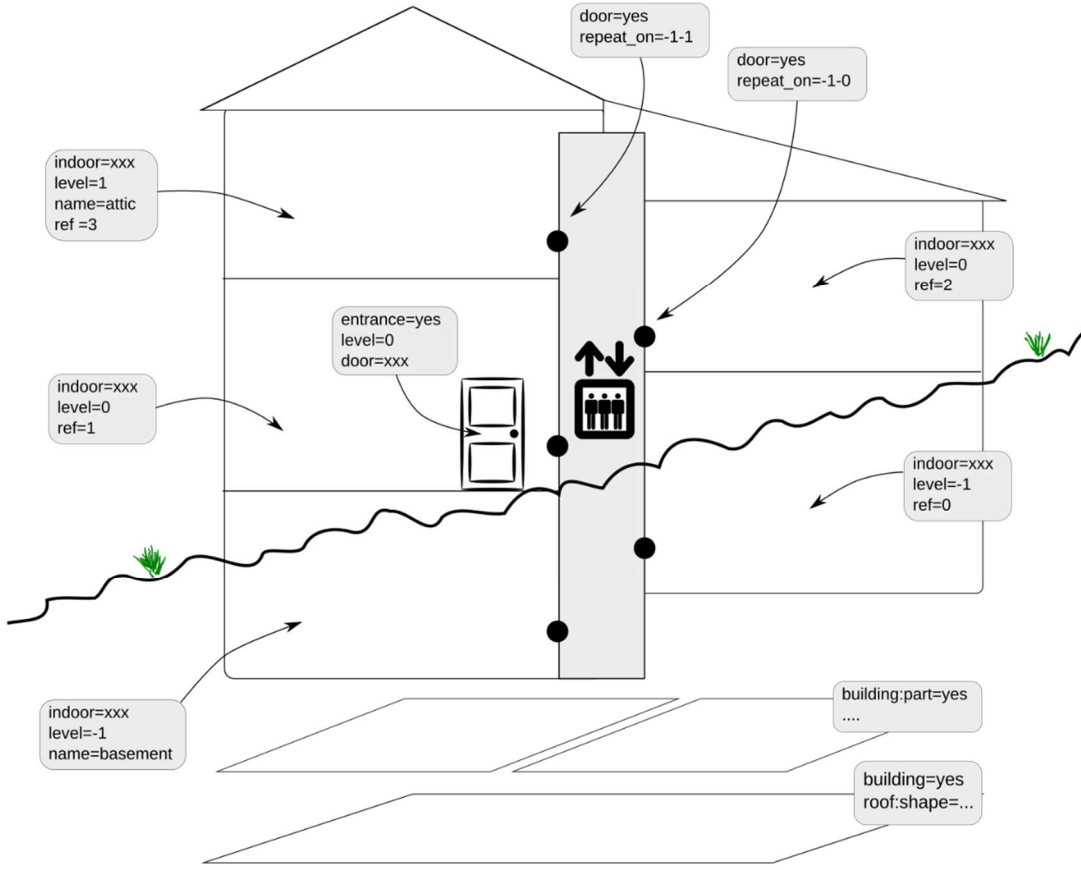 door=yes
repeat_on=-1-1
door=yes
repeat_on=-1-0
indoor=xxx
level=1
name=attic
ref =3
indoor=xxx
level=0
ref=2
entrance=yes
level=0
door=xxx
indoor=xxx
level=0
ref=1
indoor=xxx
level=-1
ref=0
indoor=xxx
level=-1
name=basement
building:part=yes
....
building=yes
roof:shape=...